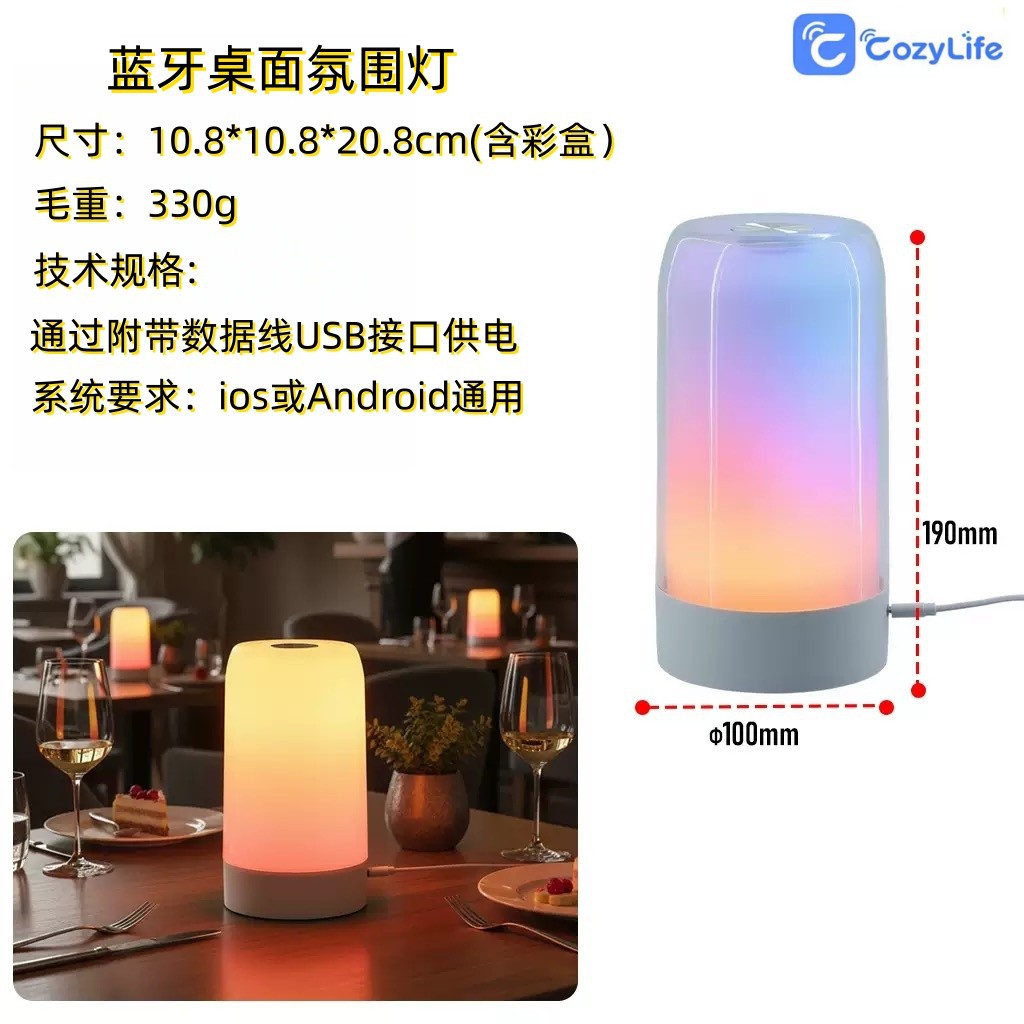 CozyLife
蓝牙桌面氛围灯
尺寸：10.8*10.8*20.8cm(含彩盒）
毛重：330g
技术规格:
通过附带数据线USB接口供电
系统要求：ios或Android通用
190mm
Φ100mm